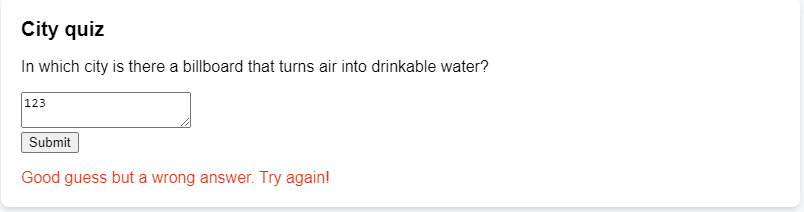 City quiz
In which city is there a billboard that turns air into drinkable water?
123
Submit
Good guess but a wrong answer. Try again!